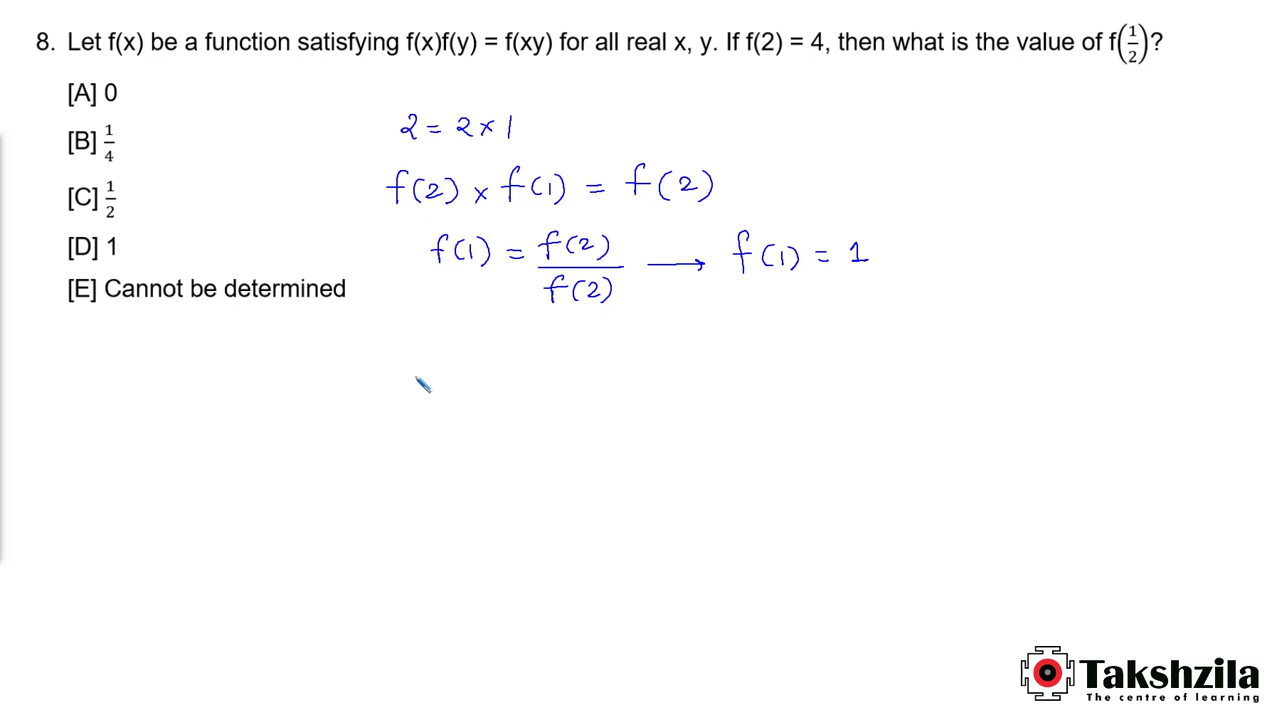 8. Let f(x) be a function satisfying f(x)f(y) = f(xy) for all real x, y. If f(2) = 4, then what is the value of f(1/2)?
[A] 0
[B] 1/4
[C] 1/2
[D] 1
[E] Cannot be determined
2 = 2 × 1
f(2) × f(1) = f(2)
f(1) = f(2)/f(2) → f(1) = 1
Takshzila
The centre of learning